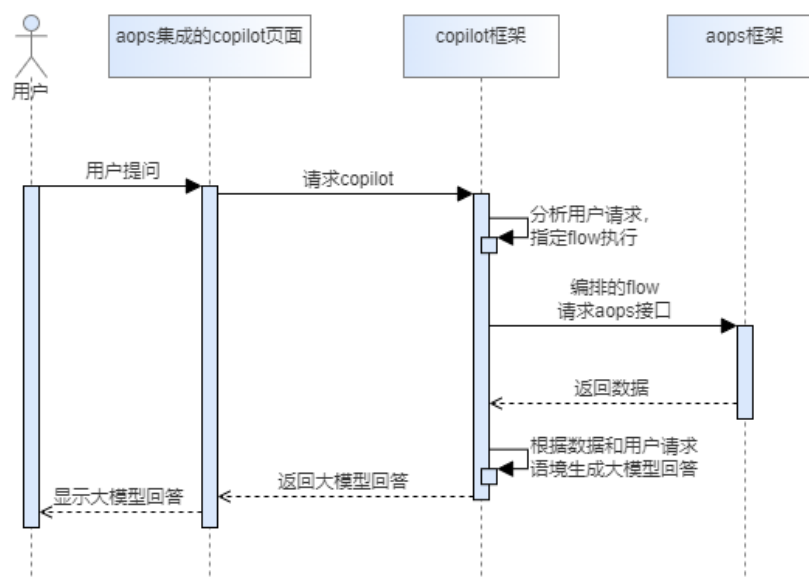 aops集成的copilot页面
copilot框架
aops框架
用户
用户提问
请求copilot
分析用户请求，
指定flow执行
编排的flow
请求aops接口
返回数据
根据数据和用户请求
语境生成大模型回答
返回大模型回答
显示大模型回答